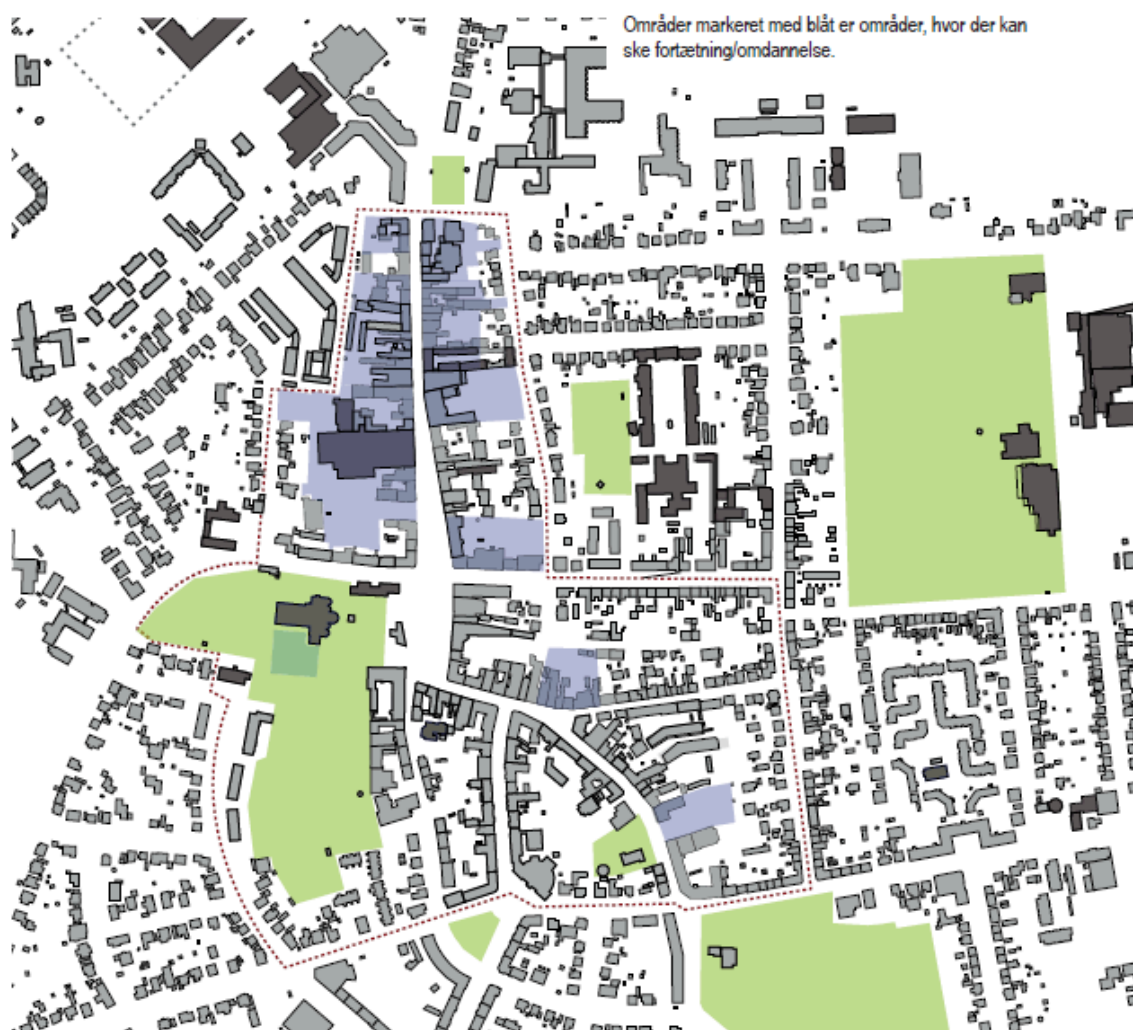 Områder markeret med blåt er områder, hvor der kan
ske fortætning/omdannelse.